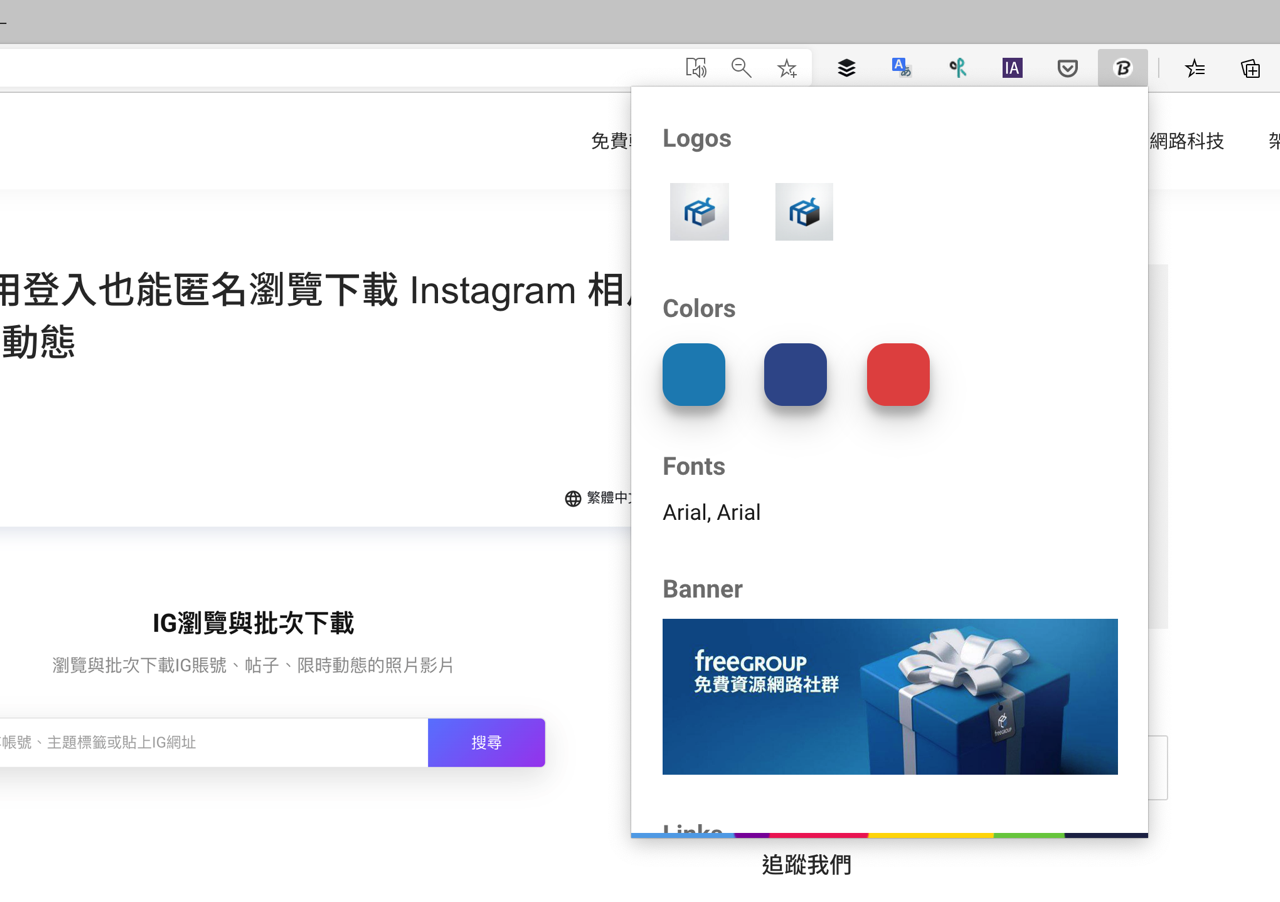 免費
網路科技
架
Logos
用登入也能匿名瀏覽下載 Instagram 相
動態
Colors
Fonts
Arial, Arial
繁體中文
Banner
freeGROUP
免費資源網路社群
freeGROUP
IG瀏覽與批次下載
瀏覽與批次下載IG賬號、帖子、限時動態的照片影片
帳號、主題標籤或貼上IG網址
搜尋
Links
追蹤我們